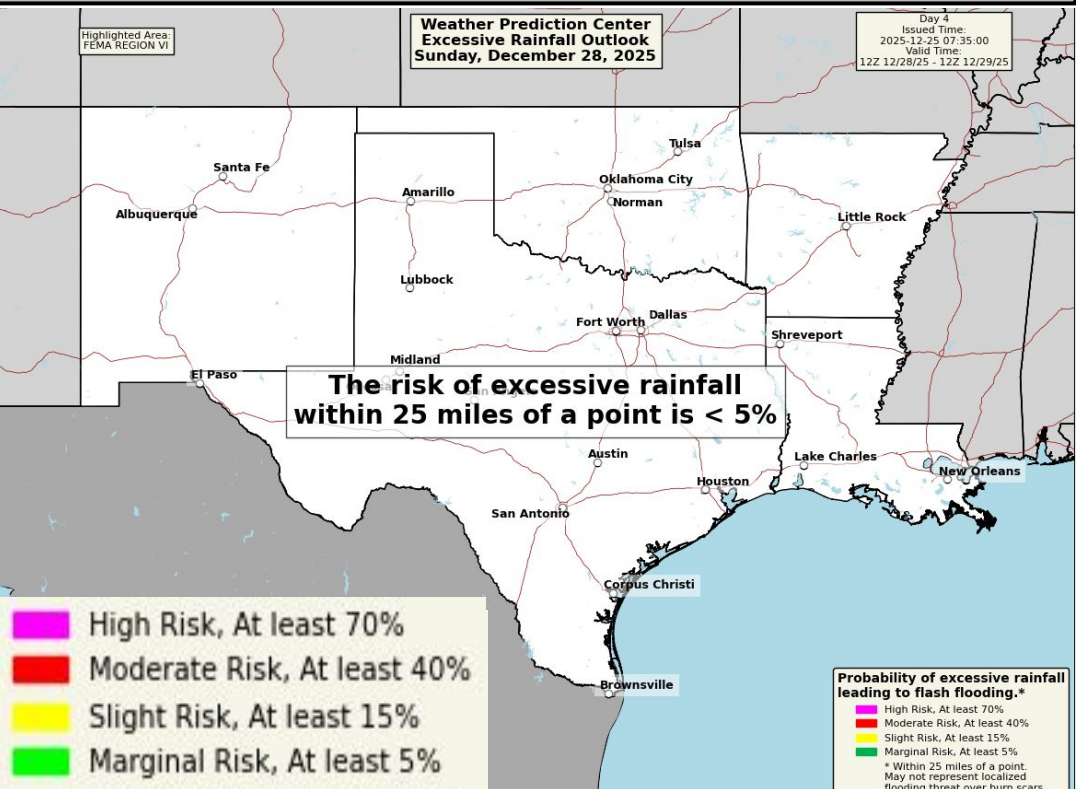 Highlighted Area:
FEMA REGION VI
Weather Prediction Center
Excessive Rainfall Outlook
Sunday, December 28, 2025
Day 4
Issued Time:
2025-12-25 07:35:00
Valid Time:
12Z 12/28/25 - 12Z 12/29/25
Tulsa
Santa Fe
Oklahoma City
Amarillo
Norman
Albuquerque
Little Rock
Lubbock
Dallas
Fort Worth
Shreveport
Midland
El Paso
The risk of excessive rainfall
within 25 miles of a point is < 5%
Austin
Lake Charles
New Orleans
Houston
San Antonio
Corpus Christi
Brownsville
High Risk, At least 70%
Moderate Risk, At least 40%
Slight Risk, At least 15%
Marginal Risk, At least 5%
Probability of excessive rainfall
leading to flash flooding.*
High Risk, At least 70%
Moderate Risk, At least 40%
Slight Risk, At least 15%
Marginal Risk, At least 5%
* Within 25 miles of a point.
May not represent localized
flooding threat over burn scars